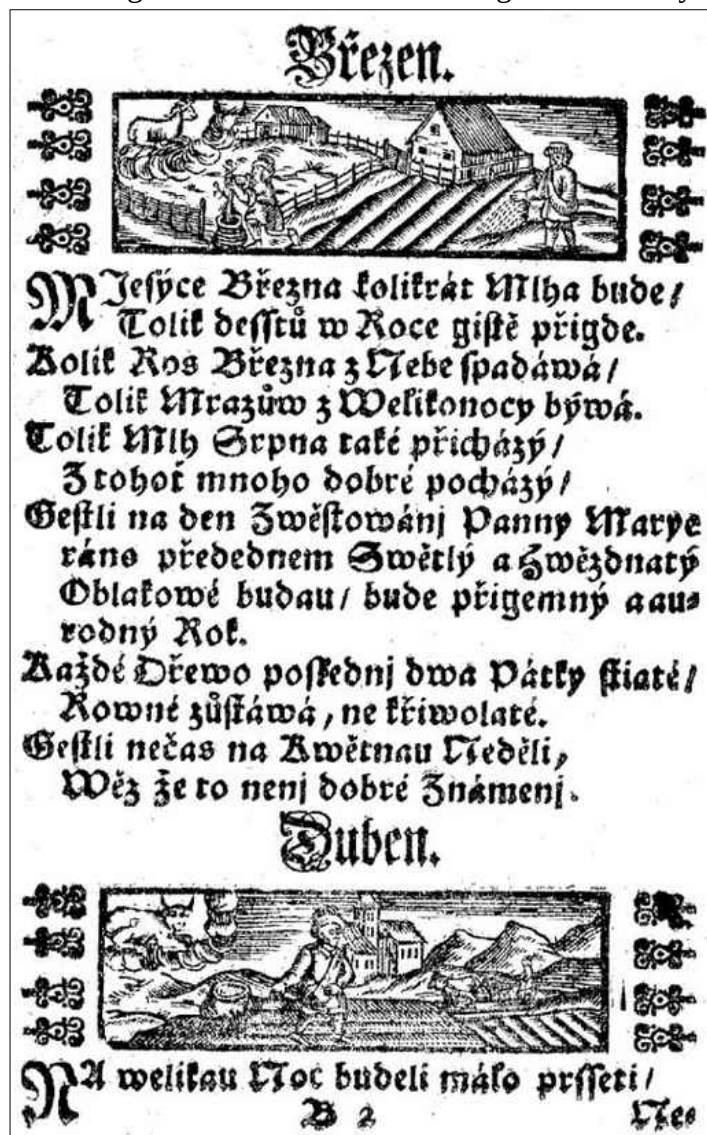 Březen.
MJesýce Března kolikrát Mlha bude/
Tolik desstů w Roce gistě přigde.
Kolik Ros Března z Nebe spadáwá/
Tolik Mrazůw z Welikonocy býwá.
Tolik Mlh Srpna také přicházý/
Z tohoť mnoho dobré pocházý/
Gestli na den Zwěstowánj Panny Marye
ráno předednem Swětlý a Hwězdnatý
Oblakowé budau/ bude přigemný a au-
rodný Rok.
Každé Dřewo poslednj dwa Pátky stiaté/
Rowné zůstáwá, ne křiwolaté.
Gestli nečas na Kwětnau Neděli,
Wěz že to nenj dobré Znamenj.
Duben.
NA welikau Noc budeli málo prsseti/
B 2 Nes